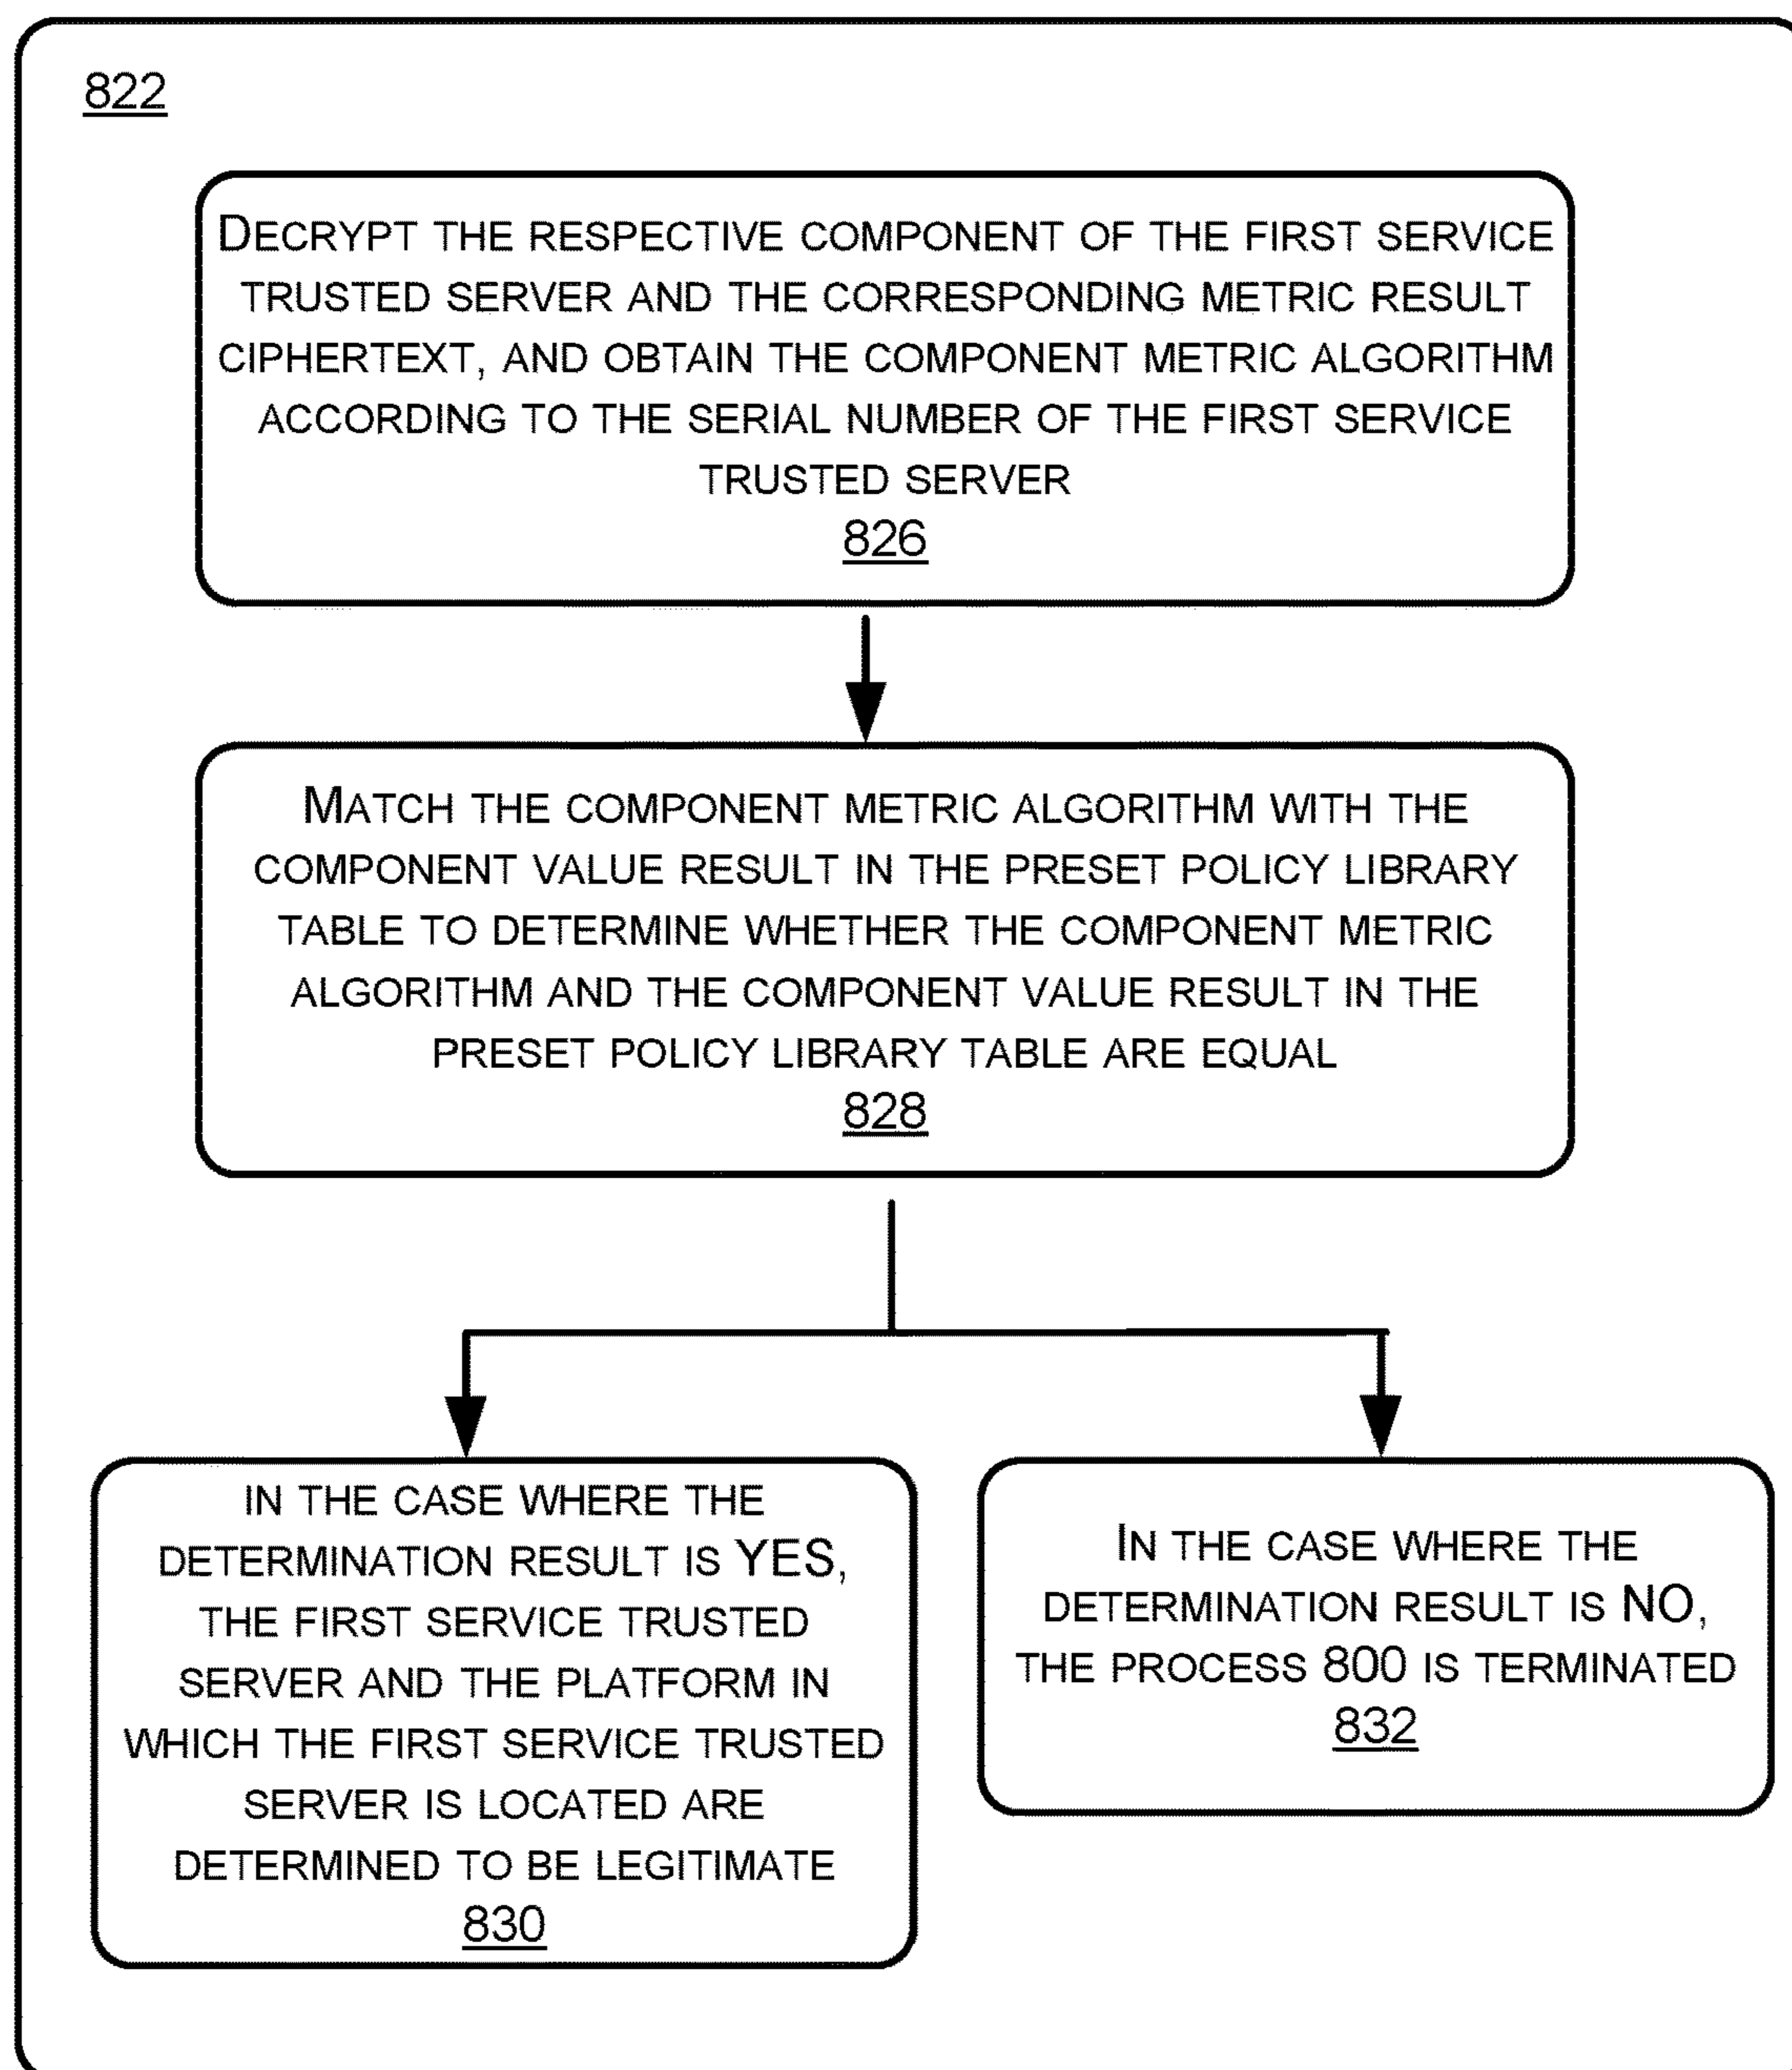 822
DECRYPT THE RESPECTIVE COMPONENT OF THE FIRST SERVICE
TRUSTED SERVER AND THE CORRESPONDING METRIC RESULT
CIPHERTEXT, AND OBTAIN THE COMPONENT METRIC ALGORITHM
ACCORDING TO THE SERIAL NUMBER OF THE FIRST SERVICE
TRUSTED SERVER
826
MATCH THE COMPONENT METRIC ALGORITHM WITH THE
COMPONENT VALUE RESULT IN THE PRESET POLICY LIBRARY
TABLE TO DETERMINE WHETHER THE COMPONENT METRIC
ALGORITHM AND THE COMPONENT VALUE RESULT IN THE
PRESET POLICY LIBRARY TABLE ARE EQUAL
828
IN THE CASE WHERE THE
DETERMINATION RESULT IS YES,
THE FIRST SERVICE TRUSTED
SERVER AND THE PLATFORM IN
WHICH THE FIRST SERVICE TRUSTED
SERVER IS LOCATED ARE
DETERMINED TO BE LEGITIMATE
830
IN THE CASE WHERE THE
DETERMINATION RESULT IS NO,
THE PROCESS 800 IS TERMINATED
832